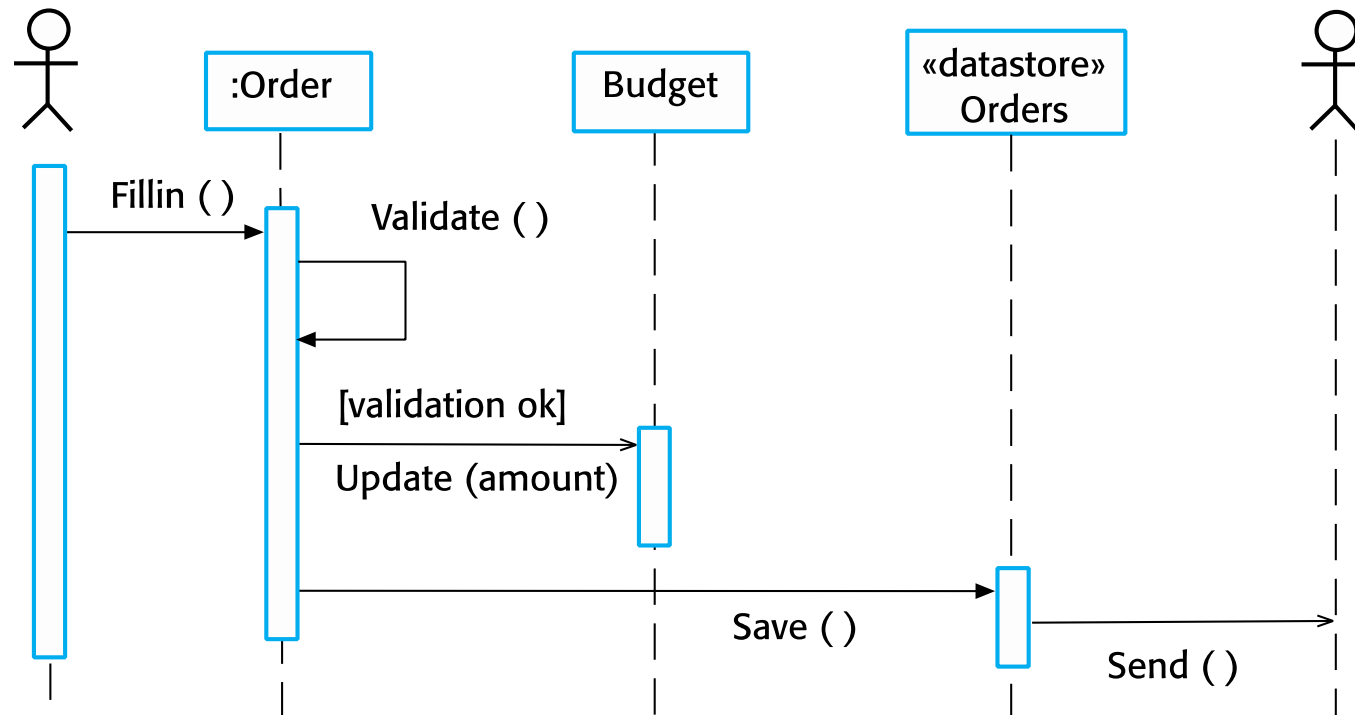 :Order
Budget
«datastore»
Orders
Fillin ( )
Validate ( )
[validation ok]
Update (amount)
Save ( )
Send ( )